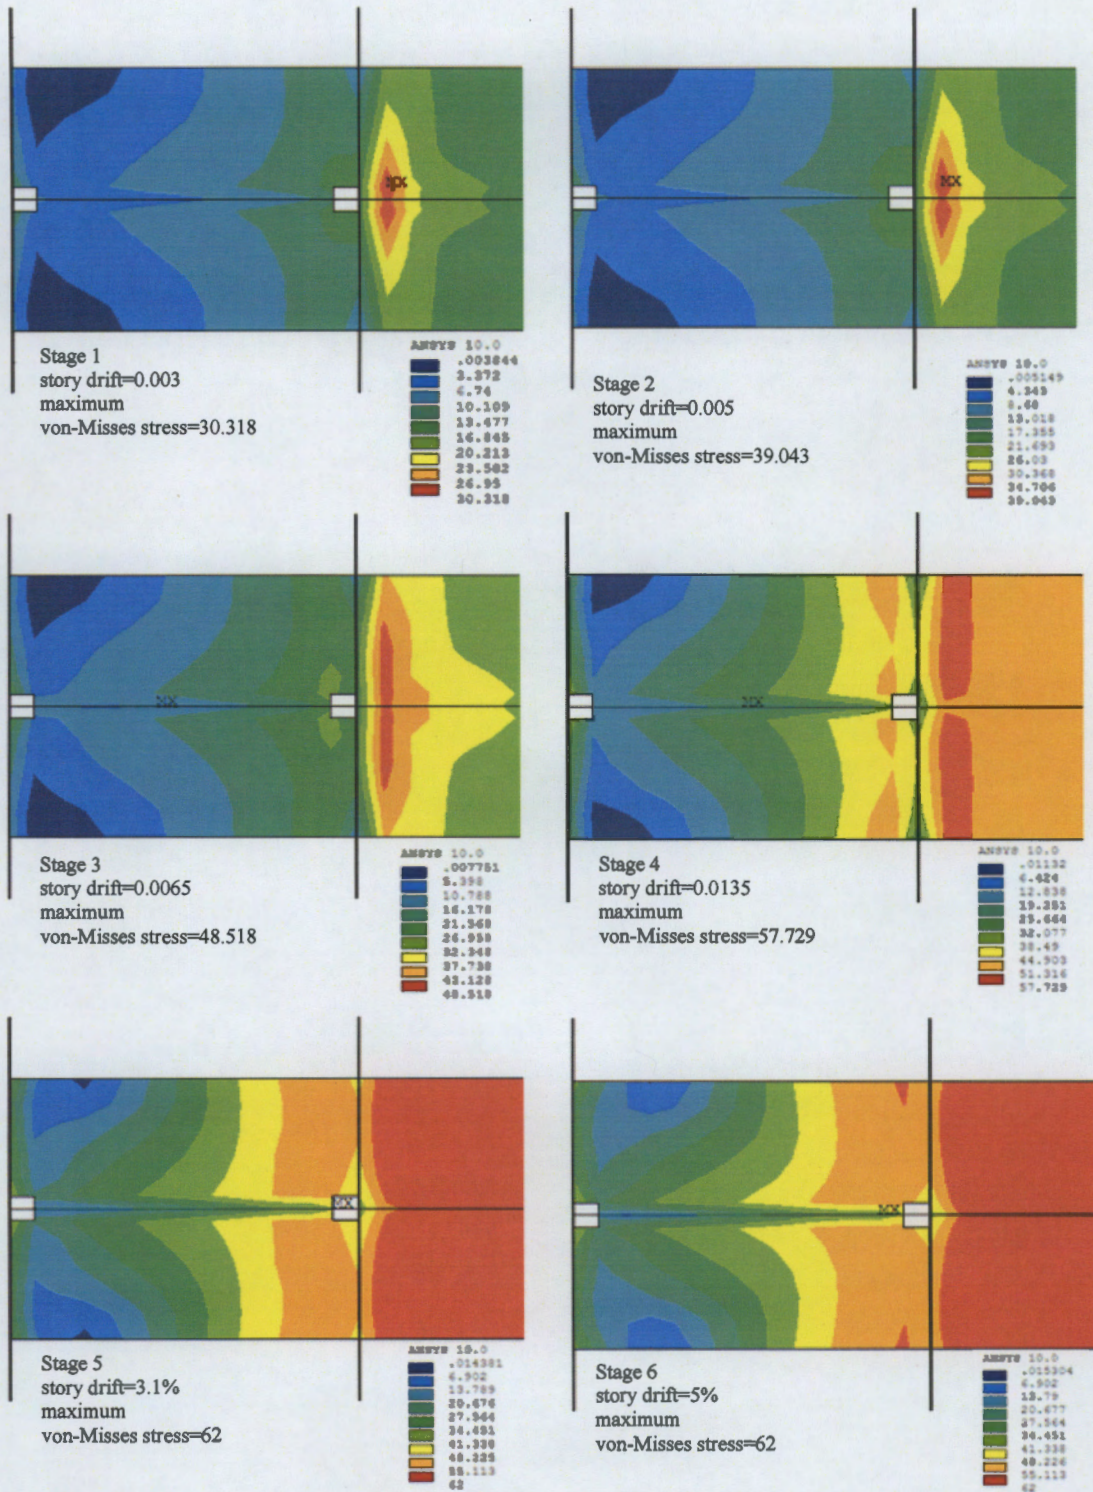 MX
MX
Stage 1
story drift=0.003
maximum
von-Misses stress=30.318
ANSYS 10.0
.003844
3.372
6.74
10.109
13.477
16.845
20.213
23.582
26.95
30.318
Stage 2
story drift=0.005
maximum
von-Misses stress=39.043
ANSYS 10.0
.005149
4.343
8.68
13.018
17.355
21.693
26.03
30.368
34.706
39.043
MX
MX
Stage 3
story drift=0.0065
maximum
von-Misses stress=48.518
ANSYS 10.0
.007751
5.398
10.788
16.178
21.568
26.958
32.348
37.738
43.128
48.518
Stage 4
story drift=0.0135
maximum
von-Misses stress=57.729
ANSYS 10.0
.01132
6.424
12.838
19.251
25.664
32.077
38.49
44.903
51.316
57.729
MX
MX
Stage 5
story drift=3.1%
maximum
von-Misses stress=62
ANSYS 10.0
.014381
6.902
13.789
20.676
27.564
34.451
41.338
48.225
55.113
62
Stage 6
story drift=5%
maximum
von-Misses stress=62
ANSYS 10.0
.015304
6.902
13.79
20.677
27.564
34.451
41.338
48.226
55.113
62